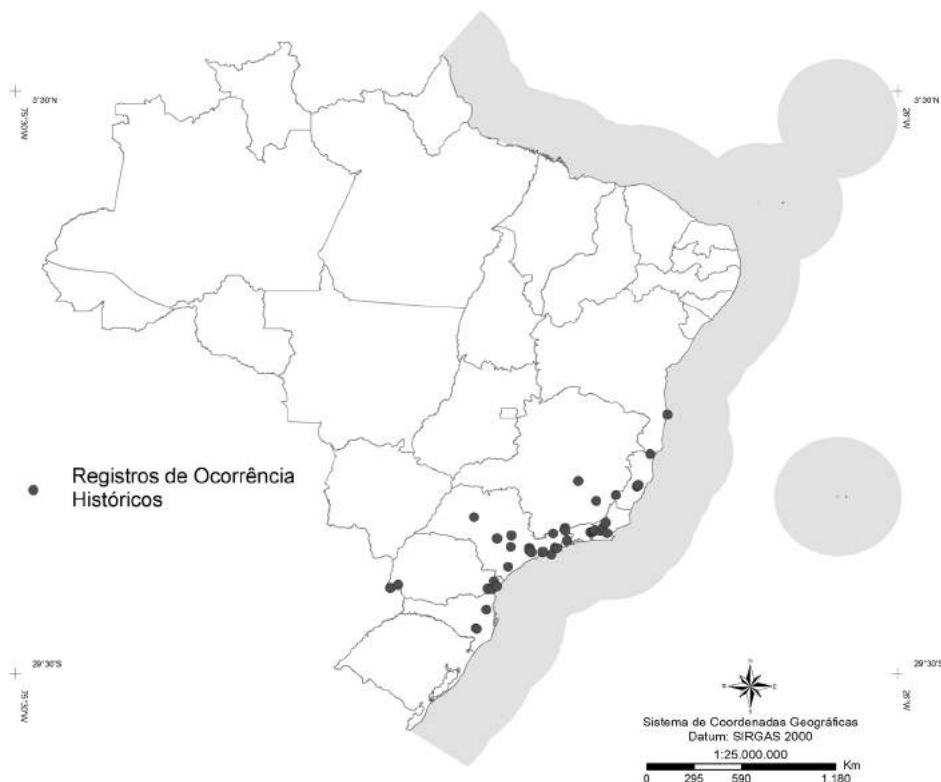 3°30'N
75°30'W
3°30'N
26°W
Registros de Ocorrência
Históricos
29°30'S
75°30'W
29°30'S
26°W
N
S
E
Sistema de Coordenadas Geográficas
Datum: SIRGAS 2000
1:25.000.000
Km
0 295 590 1.180